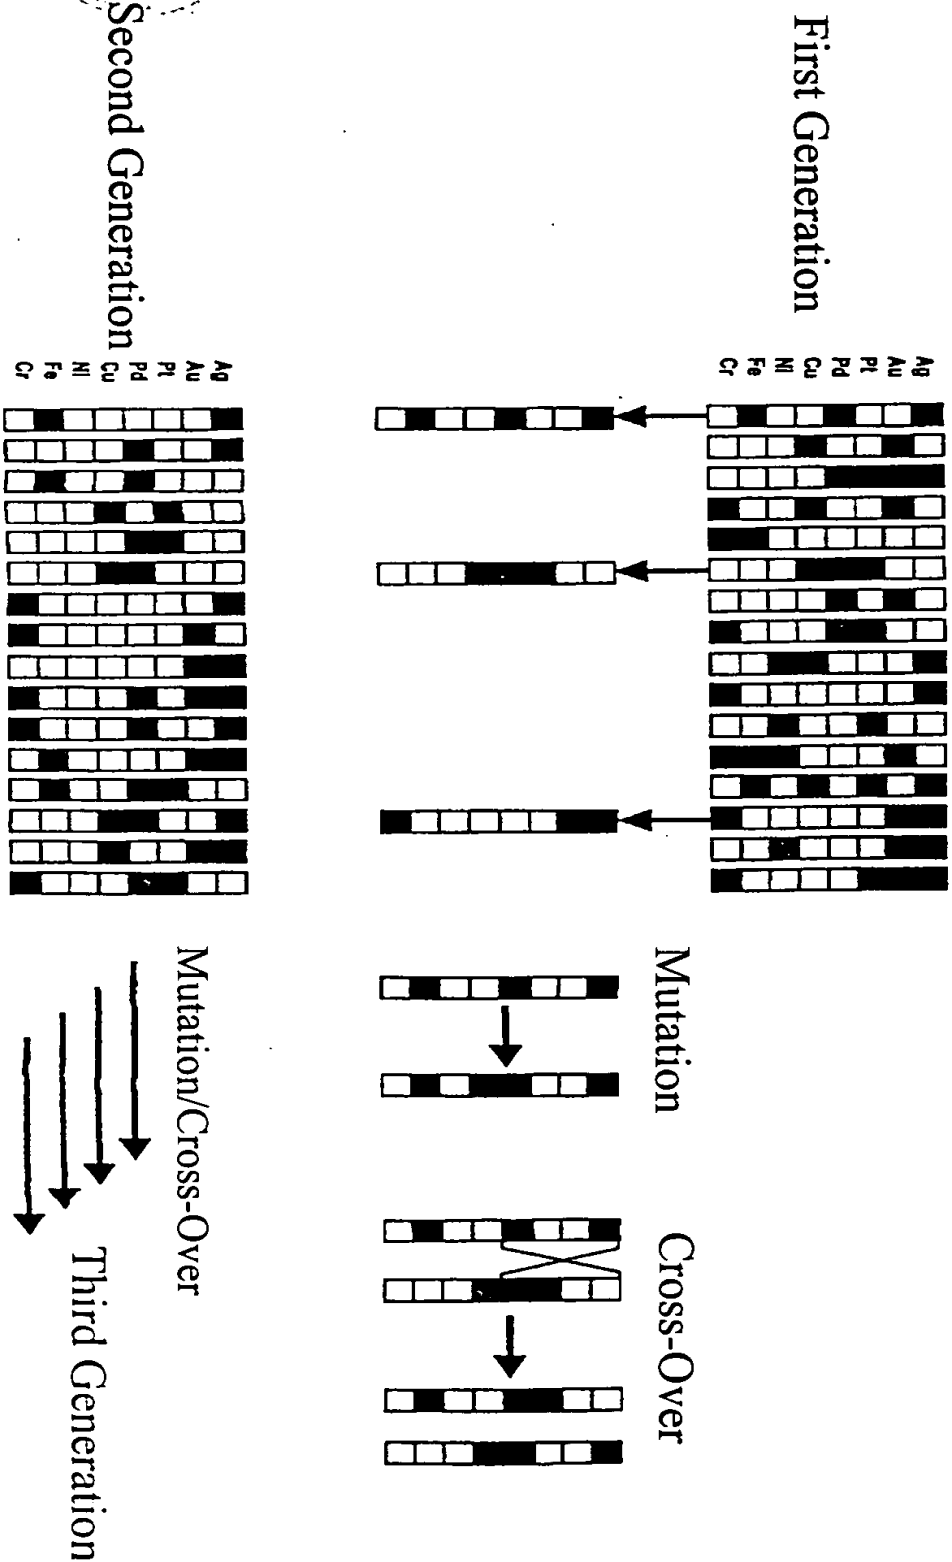 First Generation
Ag
Au
Pt
Pd
Cu
Ni
Fe
Cr
Mutation
Cross-Over
Second Generation
Ag
Au
Pt
Pd
Cu
Ni
Fe
Cr
Mutation/Cross-Over
Third Generation